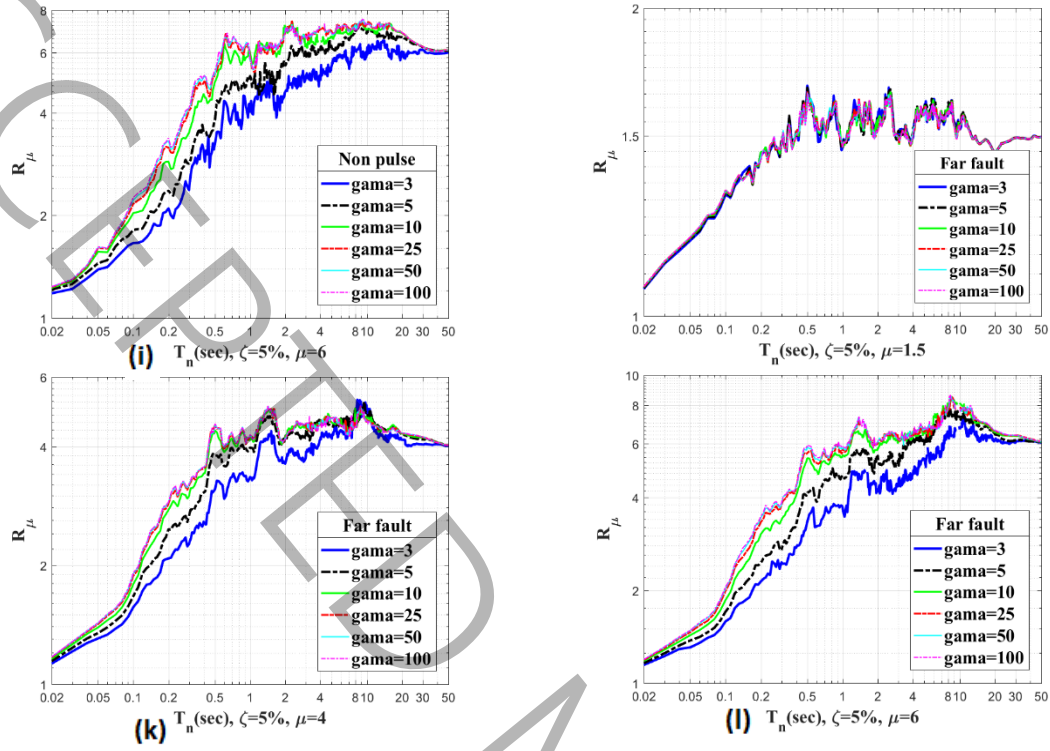 R μ
8
6
4
2
1
Non pulse
gama=3
gama=5
gama=10
gama=25
gama=50
gama=100
0.02 0.05 0.1 0.2 0.5 1 2 4 8 10 20 30 50
(i) T_n(sec), ζ=5%, μ=6
R μ
2
1.5
1
Far fault
gama=3
gama=5
gama=10
gama=25
gama=50
gama=100
0.02 0.05 0.1 0.2 0.5 1 2 4 8 10 20 30 50
T_n(sec), ζ=5%, μ=1.5
R μ
6
4
2
1
Far fault
gama=3
gama=5
gama=10
gama=25
gama=50
gama=100
0.02 0.05 0.1 0.2 0.5 1 2 4 8 10 20 30 50
(k) T_n(sec), ζ=5%, μ=4
R μ
10
8
6
4
2
1
Far fault
gama=3
gama=5
gama=10
gama=25
gama=50
gama=100
0.02 0.05 0.1 0.2 0.5 1 2 4 8 10 20 30 50
(l) T_n(sec), ζ=5%, μ=6
CEPTED